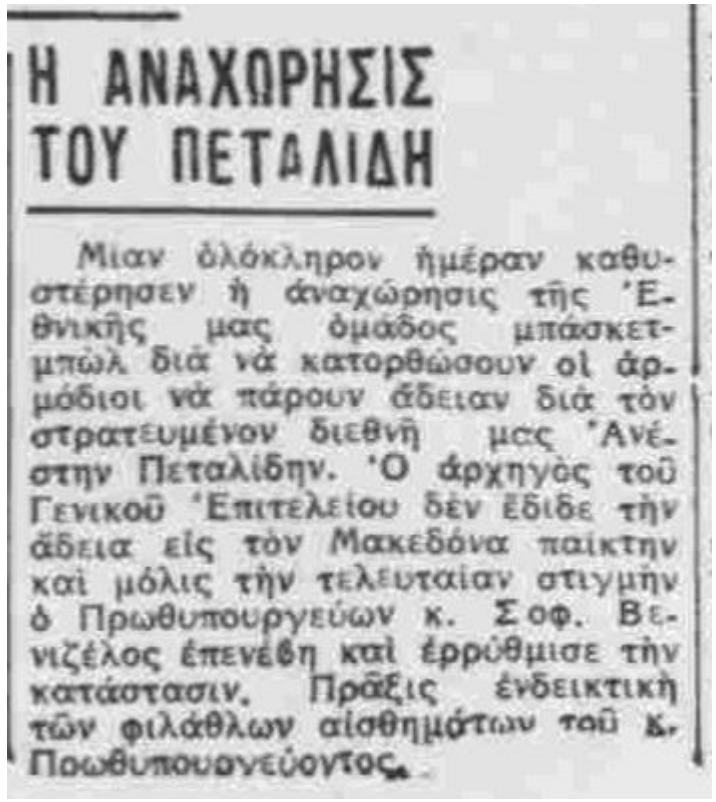 Η ΑΝΑΧΩΡΗΣΙΣ
ΤΟΥ ΠΕΤΑΛΙΔΗ
Μίαν ὁλόκληρον ἡμέραν καθυ-
στέρησεν ἡ ἀναχώρησις τῆς Ἐ-
θνικῆς μας ὁμάδος μπάσκετ-
μπὼλ διὰ νὰ κατορθώσουν οἱ ἁρ-
μόδιοι νὰ πάρουν ἄδειαν διὰ τὸν
στρατευμένον διεθνῆ μας Ἀνέ-
στην Πεταλίδην. Ὁ ἀρχηγὸς τοῦ
Γενικοῦ Ἐπιτελείου δὲν ἔδιδε τὴν
ἄδεια εἰς τὸν Μακεδόνα παίκτην
καὶ μόλις τὴν τελευταίαν στιγμὴν
ὁ Πρωθυπουργεύων κ. Σοφ. Βε-
νιζέλος ἐπενέβη καὶ ἐρρύθμισε τὴν
κατάστασιν. Πρᾶξις ἐνδεικτικὴ
τῶν φιλάθλων αἰσθημάτων τοῦ κ.
Πρωθυπουργεύοντος.